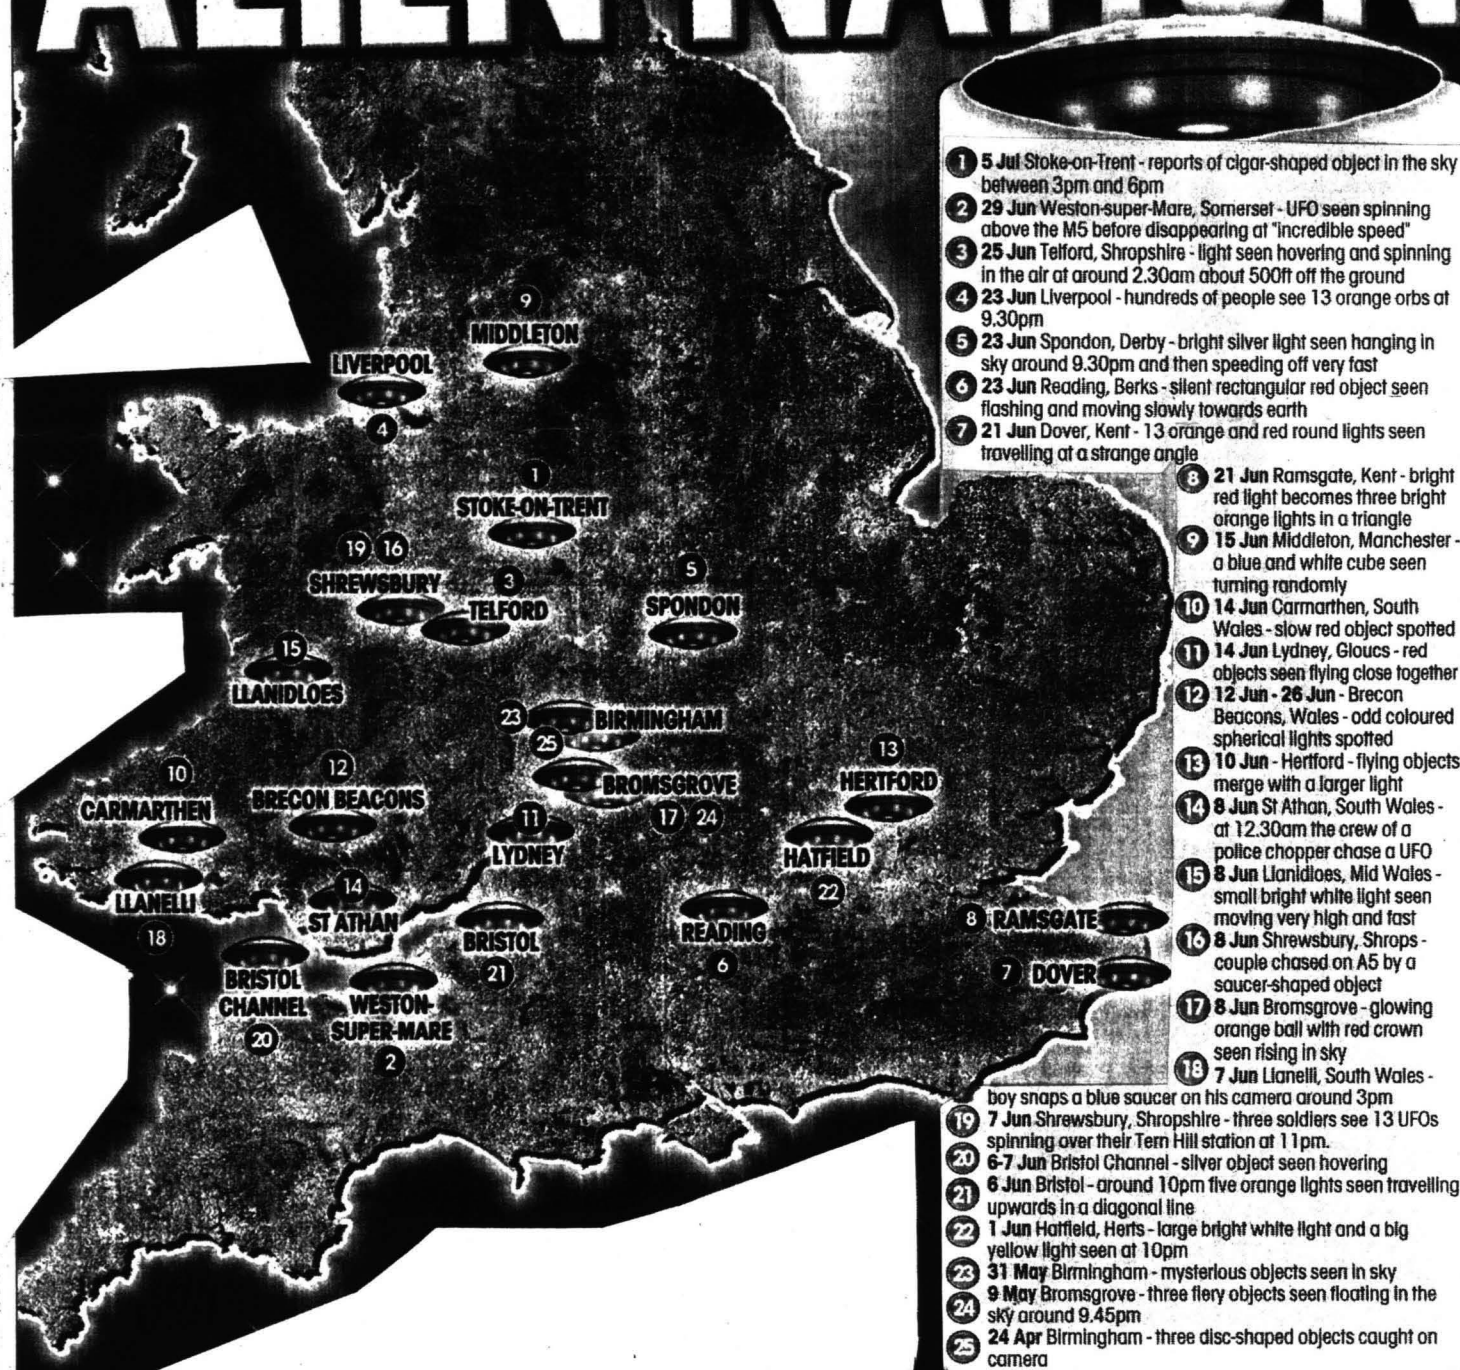 ALIEN NATION
9
MIDDLETON
LIVERPOOL
4
1
STOKE-ON-TRENT
19 16
SHREWSBURY
3
TELFORD
5
SPONDON
15
LLANIDLOES
23 BIRMINGHAM
25
BROMSGROVE
17 24
13
HERTFORD
10
CARMARTHEN
12
BRECON BEACONS
11
LYDNEY
HATFIELD
22
LLANELLI
18
14
ST ATHAN
BRISTOL
21
READING
6
8 RAMSGATE
7 DOVER
BRISTOL
CHANNEL
20
WESTON-
SUPER-MARE
2
1 5 Jul Stoke-on-Trent - reports of cigar-shaped object in the sky
between 3pm and 6pm
2 29 Jun Weston-super-Mare, Somerset - UFO seen spinning
above the M5 before disappearing at "incredible speed"
3 25 Jun Telford, Shropshire - light seen hovering and spinning
in the air at around 2.30am about 500ft off the ground
4 23 Jun Liverpool - hundreds of people see 13 orange orbs at
9.30pm
5 23 Jun Spondon, Derby - bright silver light seen hanging in
sky around 9.30pm and then speeding off very fast
6 23 Jun Reading, Berks - silent rectangular red object seen
flashing and moving slowly towards earth
7 21 Jun Dover, Kent - 13 orange and red round lights seen
travelling at a strange angle
8 21 Jun Ramsgate, Kent - bright
red light becomes three bright
orange lights in a triangle
9 15 Jun Middleton, Manchester -
a blue and white cube seen
turning randomly
10 14 Jun Carmarthen, South
Wales - slow red object spotted
11 14 Jun Lydney, Gloucs - red
objects seen flying close together
12 12 Jun - 26 Jun - Brecon
Beacons, Wales - odd coloured
spherical lights spotted
13 10 Jun - Hertford - flying objects
merge with a larger light
14 8 Jun St Athan, South Wales -
at 12.30am the crew of a
police chopper chase a UFO
15 8 Jun Llanidloes, Mid Wales -
small bright white light seen
moving very high and fast
16 8 Jun Shrewsbury, Shrops -
couple chased on A5 by a
saucer-shaped object
17 8 Jun Bromsgrove - glowing
orange ball with red crown
seen rising in sky
18 7 Jun Llanelli, South Wales -
boy snaps a blue saucer on his camera around 3pm
19 7 Jun Shrewsbury, Shropshire - three soldiers see 13 UFOs
spinning over their Tern Hill station at 11pm.
20 6-7 Jun Bristol Channel - silver object seen hovering
21 6 Jun Bristol - around 10pm five orange lights seen travelling
upwards in a diagonal line
22 1 Jun Hatfield, Herts - large bright white light and a big
yellow light seen at 10pm
23 31 May Birmingham - mysterious objects seen in sky
24 9 May Bromsgrove - three fiery objects seen floating in the
sky around 9.45pm
25 24 Apr Birmingham - three disc-shaped objects caught on
camera